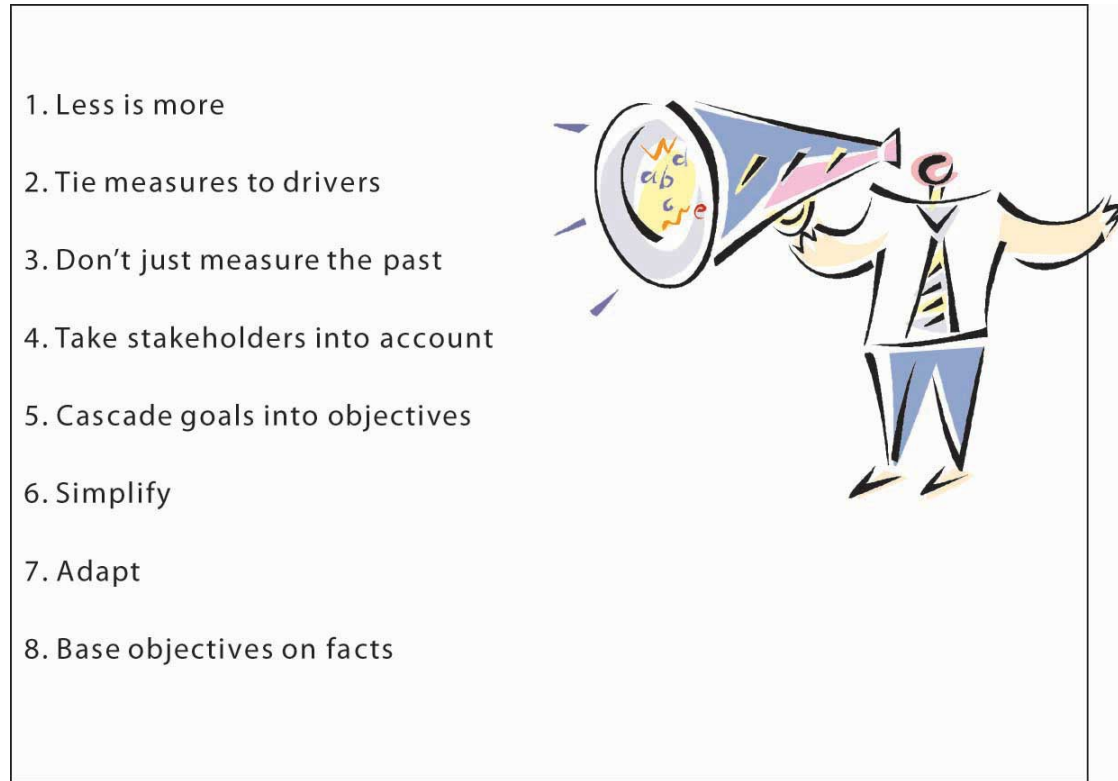 1. Less is more
2. Tie measures to drivers
3. Don’t just measure the past
4. Take stakeholders into account
5. Cascade goals into objectives
6. Simplify
7. Adapt
8. Base objectives on facts